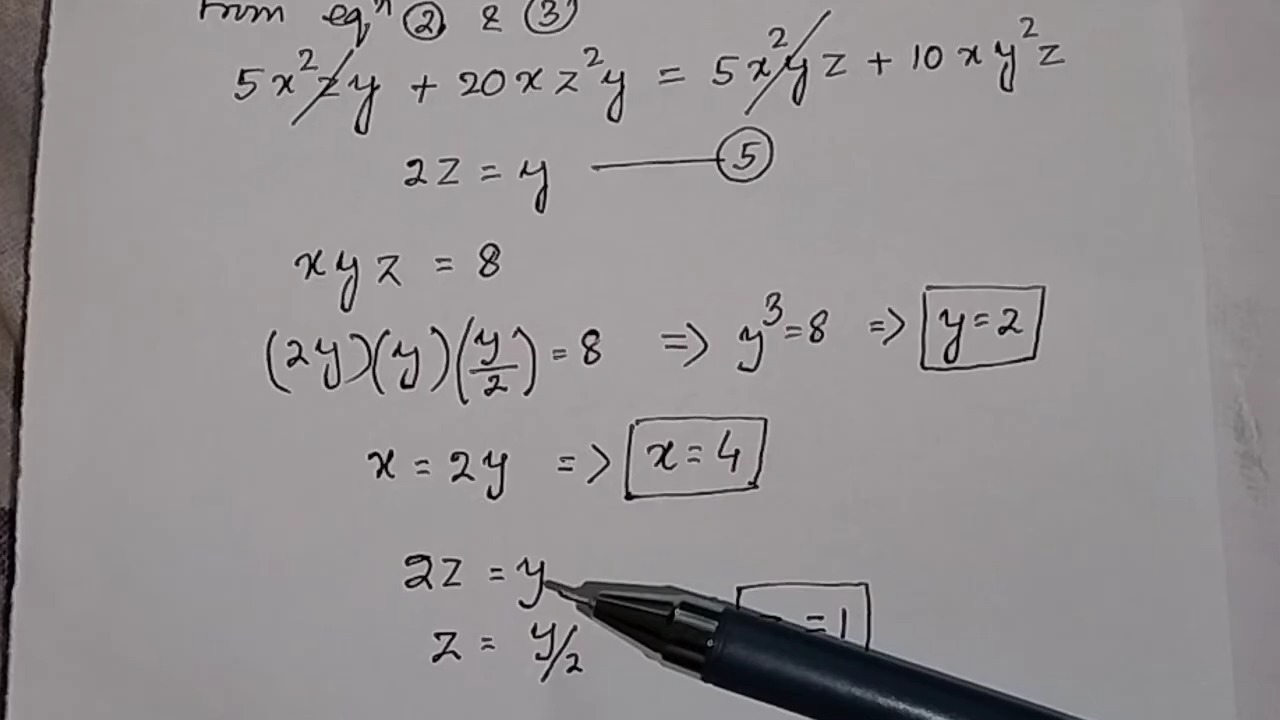 from eqⁿ ② & ③
5x²zy + 20xz²y = 5x²yz + 10xy²z
2z = y —— ⑤
xyz = 8
(2y)(y)(y/2) = 8 => y³=8 => y=2
x = 2y => x=4
2z = y
z = y/2 =1